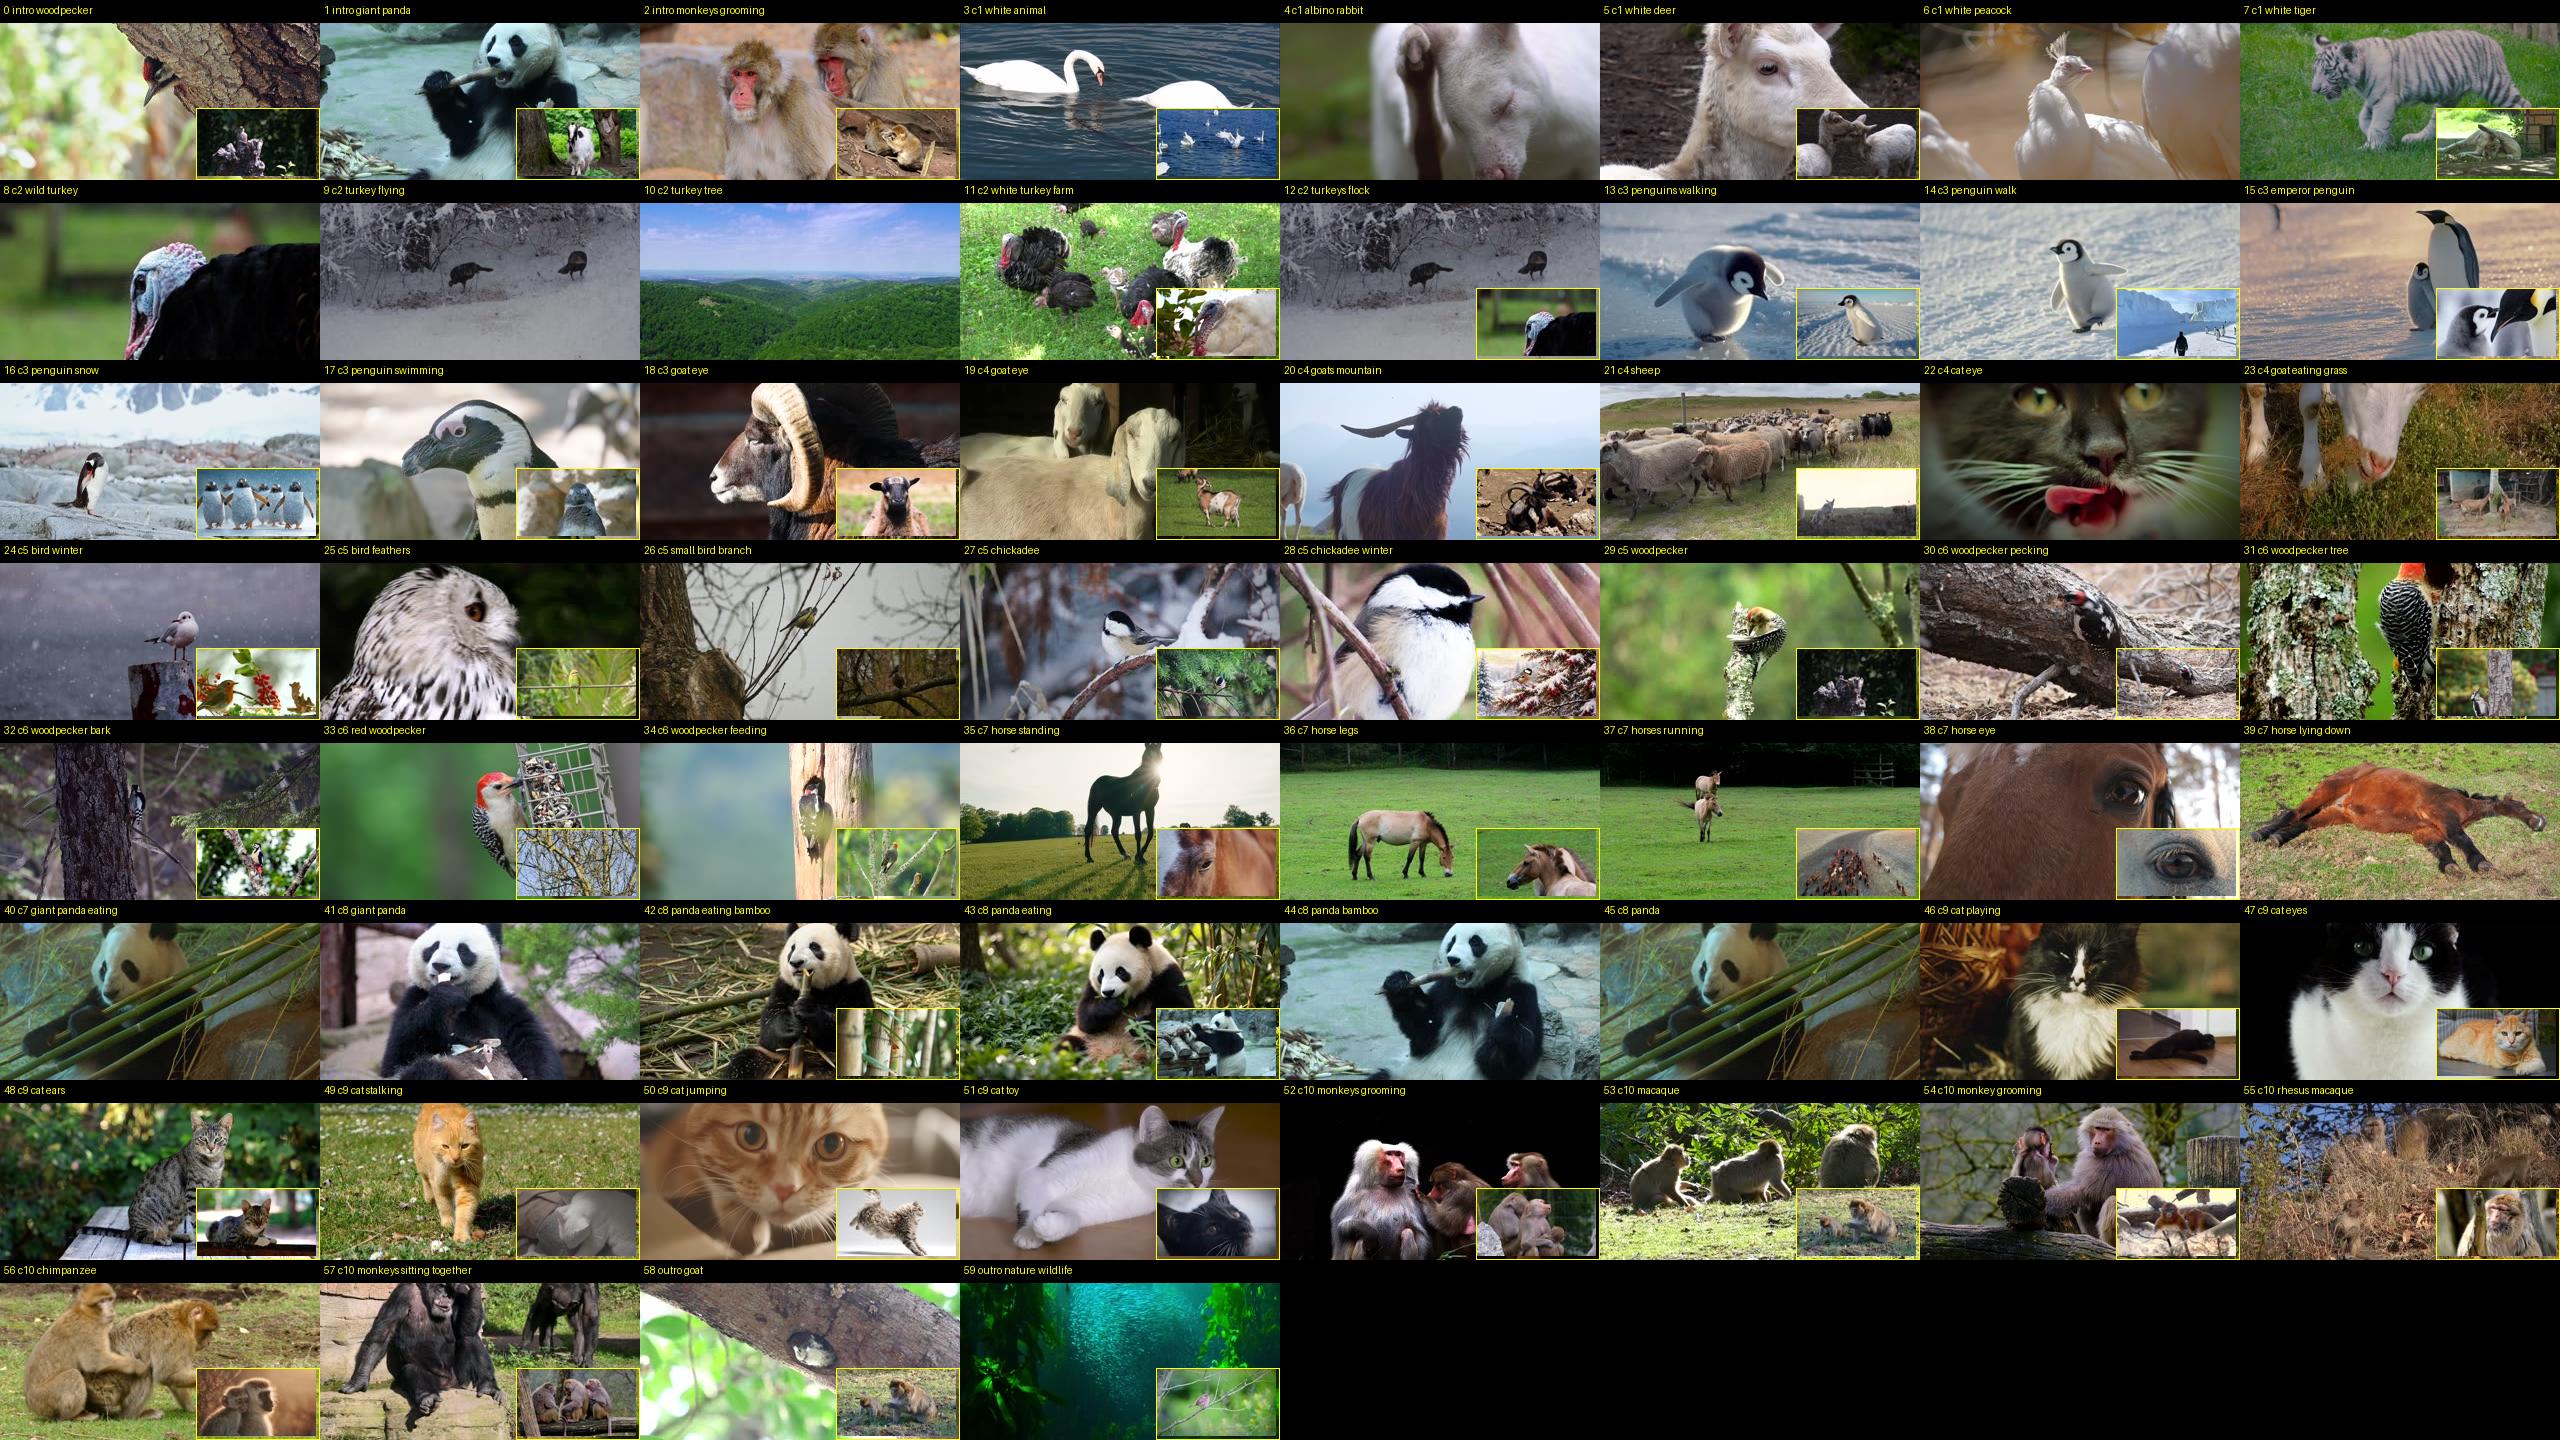 0 intro woodpecker
1 intro giant panda
2 intro monkeys grooming
3 c1 white animal
4 c1 albino rabbit
5 c1 white deer
6 c1 white peacock
7 c1 white tiger
8 c2 wild turkey
9 c2 turkey flying
10 c2 turkey tree
11 c2 white turkey farm
12 c2 turkeys flock
13 c3 penguins walking
14 c3 penguin walk
15 c3 emperor penguin
16 c3 penguin snow
17 c3 penguin swimming
18 c3 goat eye
19 c4 goat eye
20 c4 goats mountain
21 c4 sheep
22 c4 cat eye
23 c4 goat eating grass
24 c5 bird winter
25 c5 bird feathers
26 c5 small bird branch
27 c5 chickadee
28 c5 chickadee winter
29 c5 woodpecker
30 c6 woodpecker pecking
31 c6 woodpecker tree
32 c6 woodpecker bark
33 c6 red woodpecker
34 c6 woodpecker feeding
35 c7 horse standing
36 c7 horse legs
37 c7 horses running
38 c7 horse eye
39 c7 horse lying down
40 c7 giant panda eating
41 c8 giant panda
42 c8 panda eating bamboo
43 c8 panda eating
44 c8 panda bamboo
45 c8 panda
46 c9 cat playing
47 c9 cat eyes
48 c9 cat ears
49 c9 cat stalking
50 c9 cat jumping
51 c9 cat toy
52 c10 monkeys grooming
53 c10 macaque
54 c10 monkey grooming
55 c10 rhesus macaque
56 c10 chimpanzee
57 c10 monkeys sitting together
58 outro goat
59 outro nature wildlife